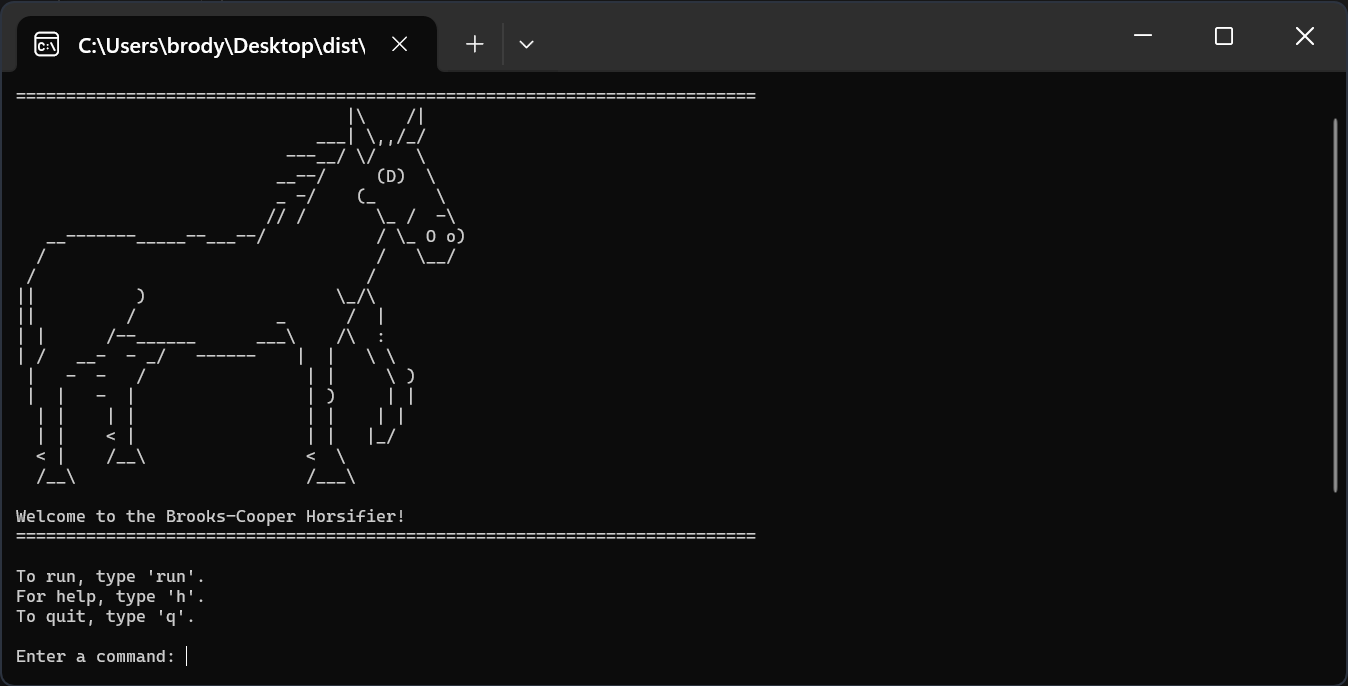 C:\Users\brody\Desktop\dist\
==========================================================================
Welcome to the Brooks-Cooper Horsifier!
==========================================================================
To run, type 'run'.
For help, type 'h'.
To quit, type 'q'.
Enter a command: